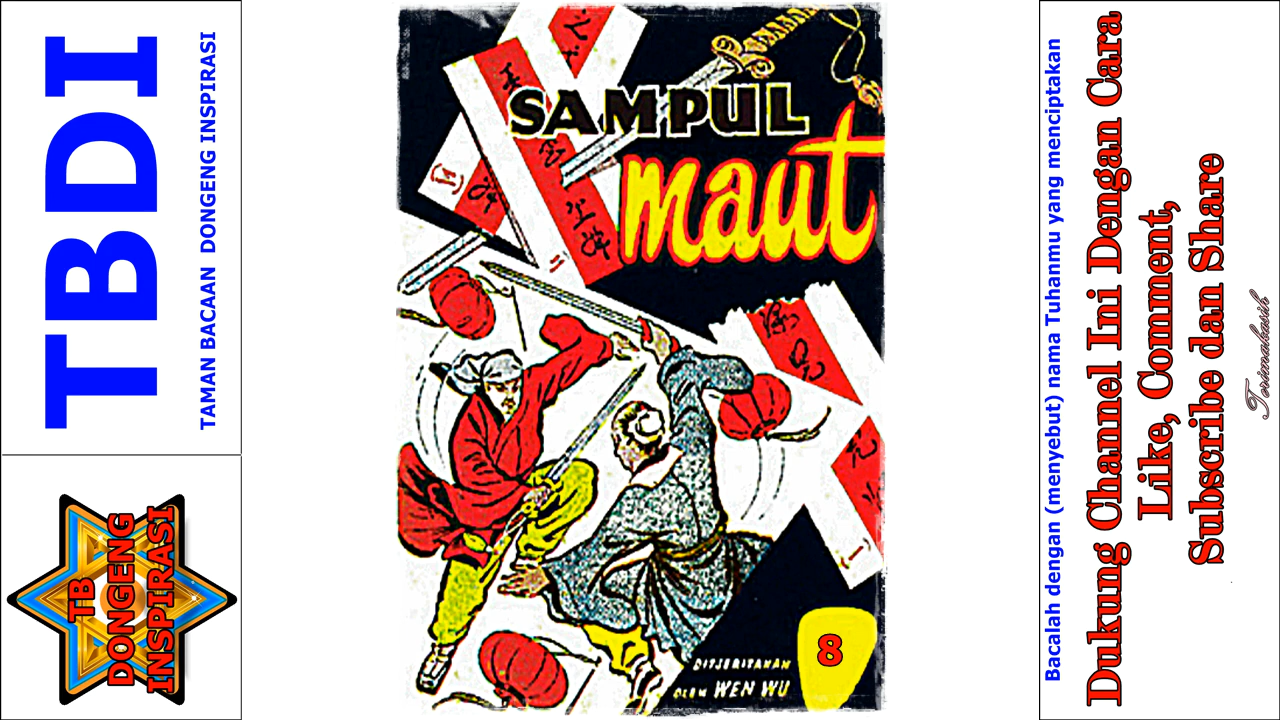 TBDI
TAMAN BACAAN DONGENG INSPIRASI
TB
DONGENG
INSPIRASI
SAMPUL
maut
DITJERITAKAN
OLEH WEN WU
8
Bacalah dengan (menyebut) nama Tuhanmu yang menciptakan
Dukung Channel Ini Dengan Cara
Like, Comment,
Subscribe dan Share
Terimakasih